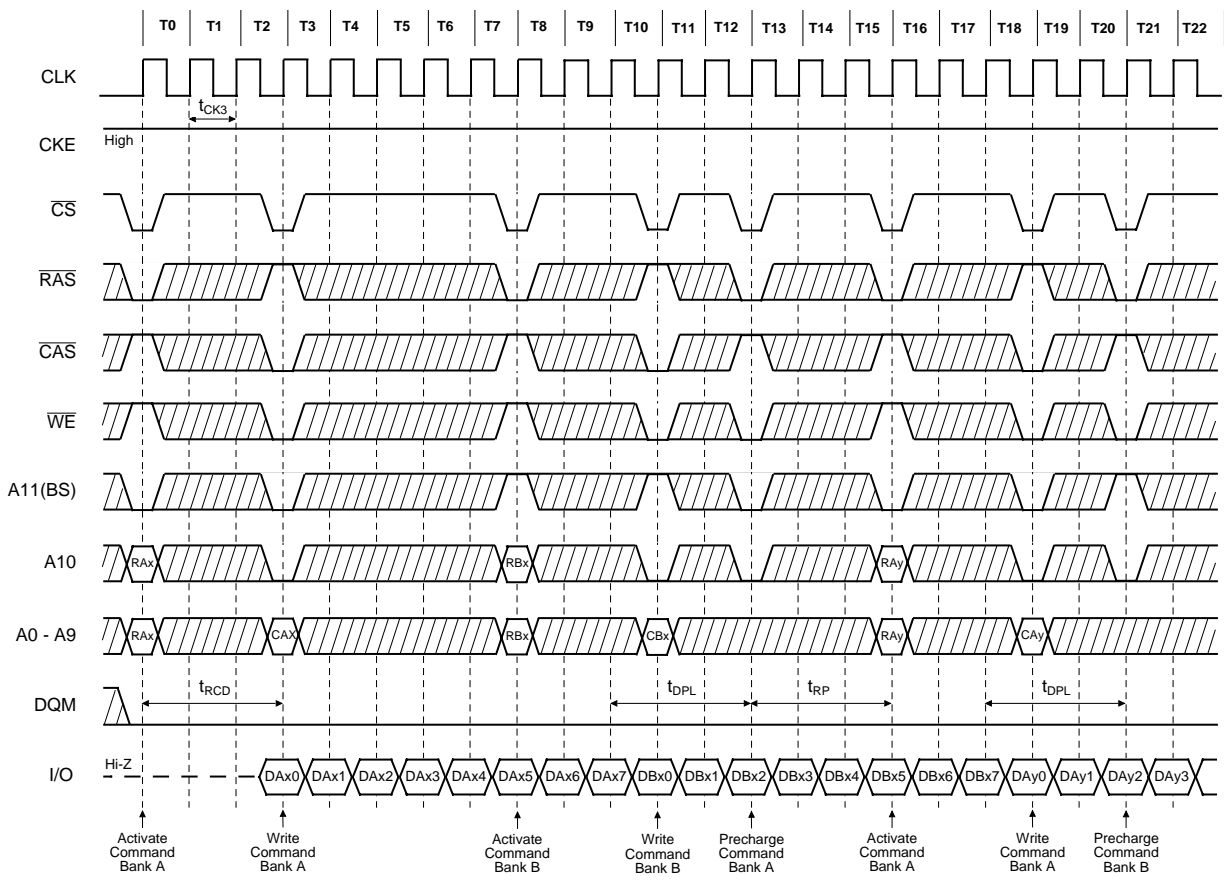 T0 T1 T2 T3 T4 T5 T6 T7 T8 T9 T10 T11 T12 T13 T14 T15 T16 T17 T18 T19 T20 T21 T22
CLK
tCK3
CKE High
CS
RAS
CAS
WE
A11(BS)
A10 RAx RBx RAy
A0 - A9 RAx CAX RBx CBx RAy CAy
DQM tRCD tDPL tRP tDPL
I/O Hi-Z DAx0 DAx1 DAx2 DAx3 DAx4 DAx5 DAx6 DAx7 DBx0 DBx1 DBx2 DBx3 DBx4 DBx5 DBx6 DBx7 DAy0 DAy1 DAy2 DAy3
Activate Command Bank A
Write Command Bank A
Activate Command Bank B
Write Command Bank B
Precharge Command Bank A
Activate Command Bank A
Write Command Bank A
Precharge Command Bank B